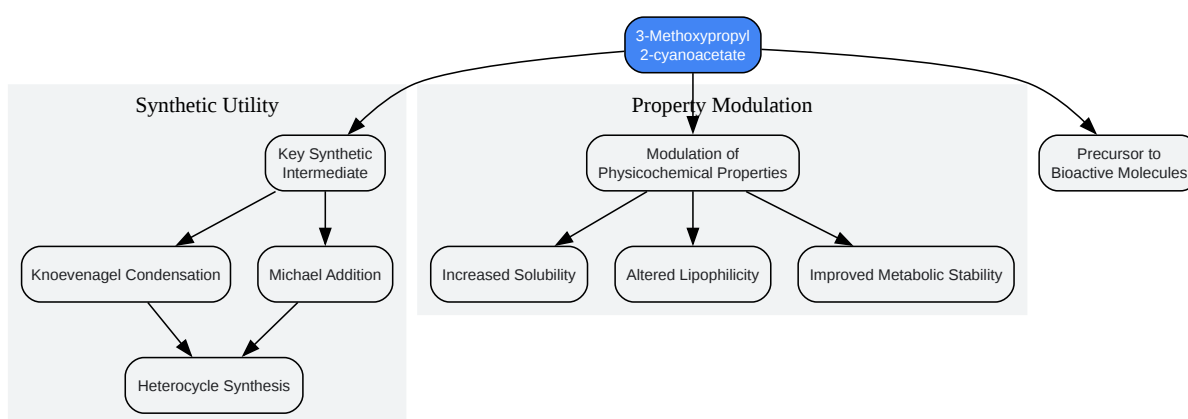 3-Methoxypropyl
2-cyanoacetate
Synthetic Utility
Property Modulation
Key Synthetic
Intermediate
Modulation of
Physicochemical Properties
Precursor to
Bioactive Molecules
Knoevenagel Condensation
Michael Addition
Increased Solubility
Altered Lipophilicity
Improved Metabolic Stability
Heterocycle Synthesis